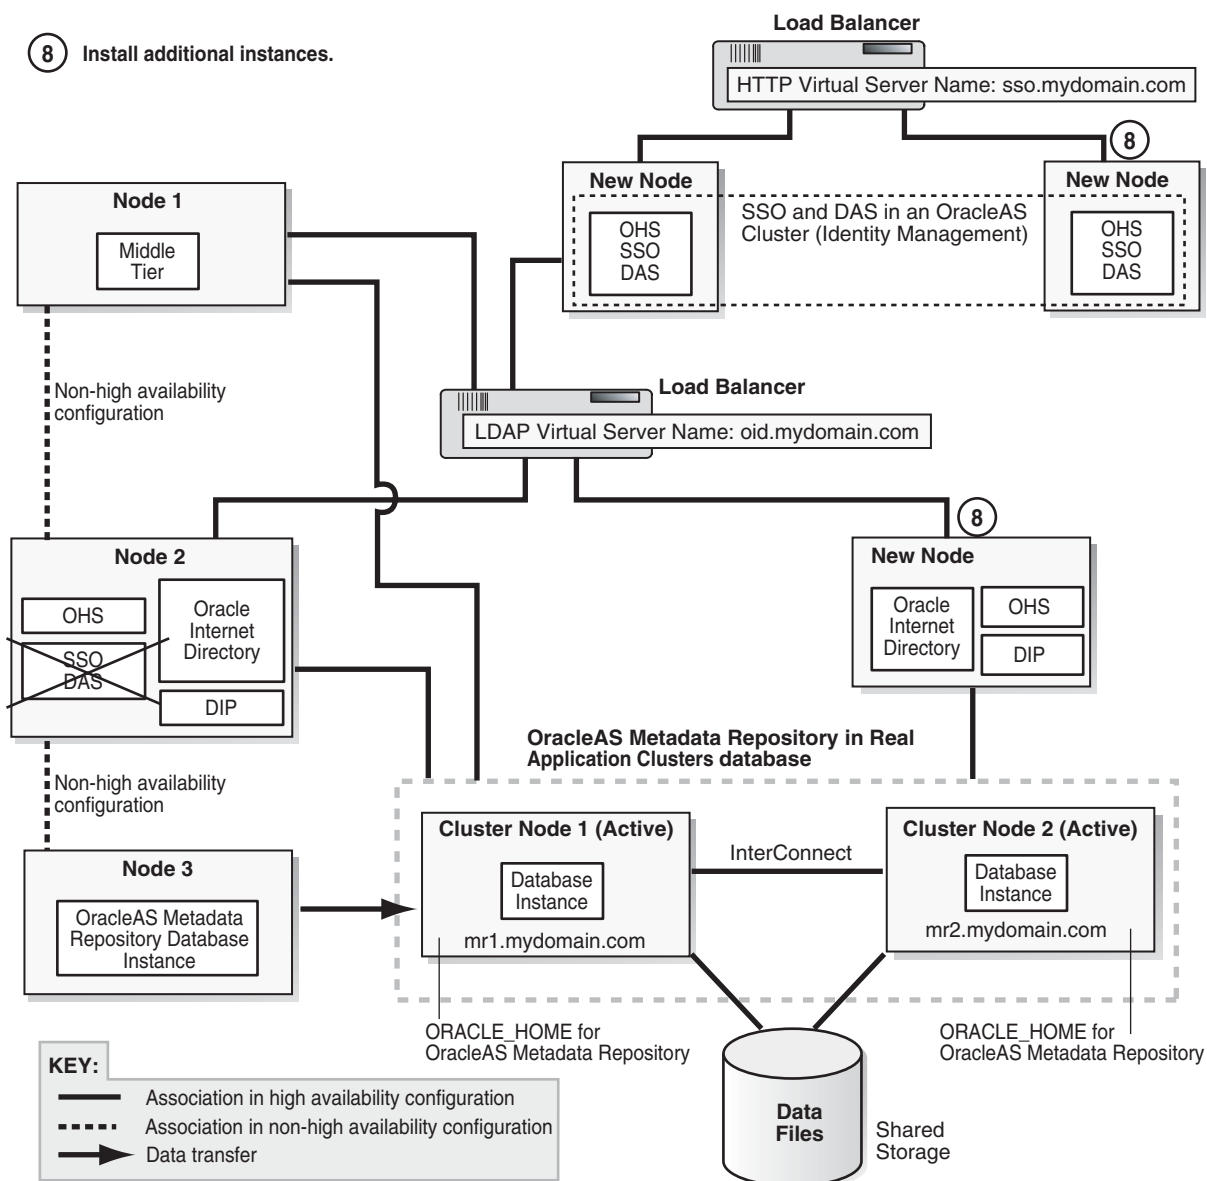 8 Install additional instances.
Load Balancer
HTTP Virtual Server Name: sso.mydomain.com
8
New Node
OHS
SSO
DAS
SSO and DAS in an OracleAS
Cluster (Identity Management)
New Node
OHS
SSO
DAS
Node 1
Middle
Tier
Non-high availability
configuration
Load Balancer
LDAP Virtual Server Name: oid.mydomain.com
Node 2
OHS
SSO
DAS
Oracle
Internet
Directory
DIP
8
New Node
Oracle
Internet
Directory
OHS
DIP
Non-high availability
configuration
OracleAS Metadata Repository in Real
Application Clusters database
Node 3
OracleAS Metadata
Repository Database
Instance
Cluster Node 1 (Active)
Database
Instance
mr1.mydomain.com
InterConnect
Cluster Node 2 (Active)
Database
Instance
mr2.mydomain.com
ORACLE_HOME for
OracleAS Metadata Repository
ORACLE_HOME for
OracleAS Metadata Repository
Data
Files
Shared
Storage
KEY:
Association in high availability configuration
Association in non-high availability configuration
Data transfer